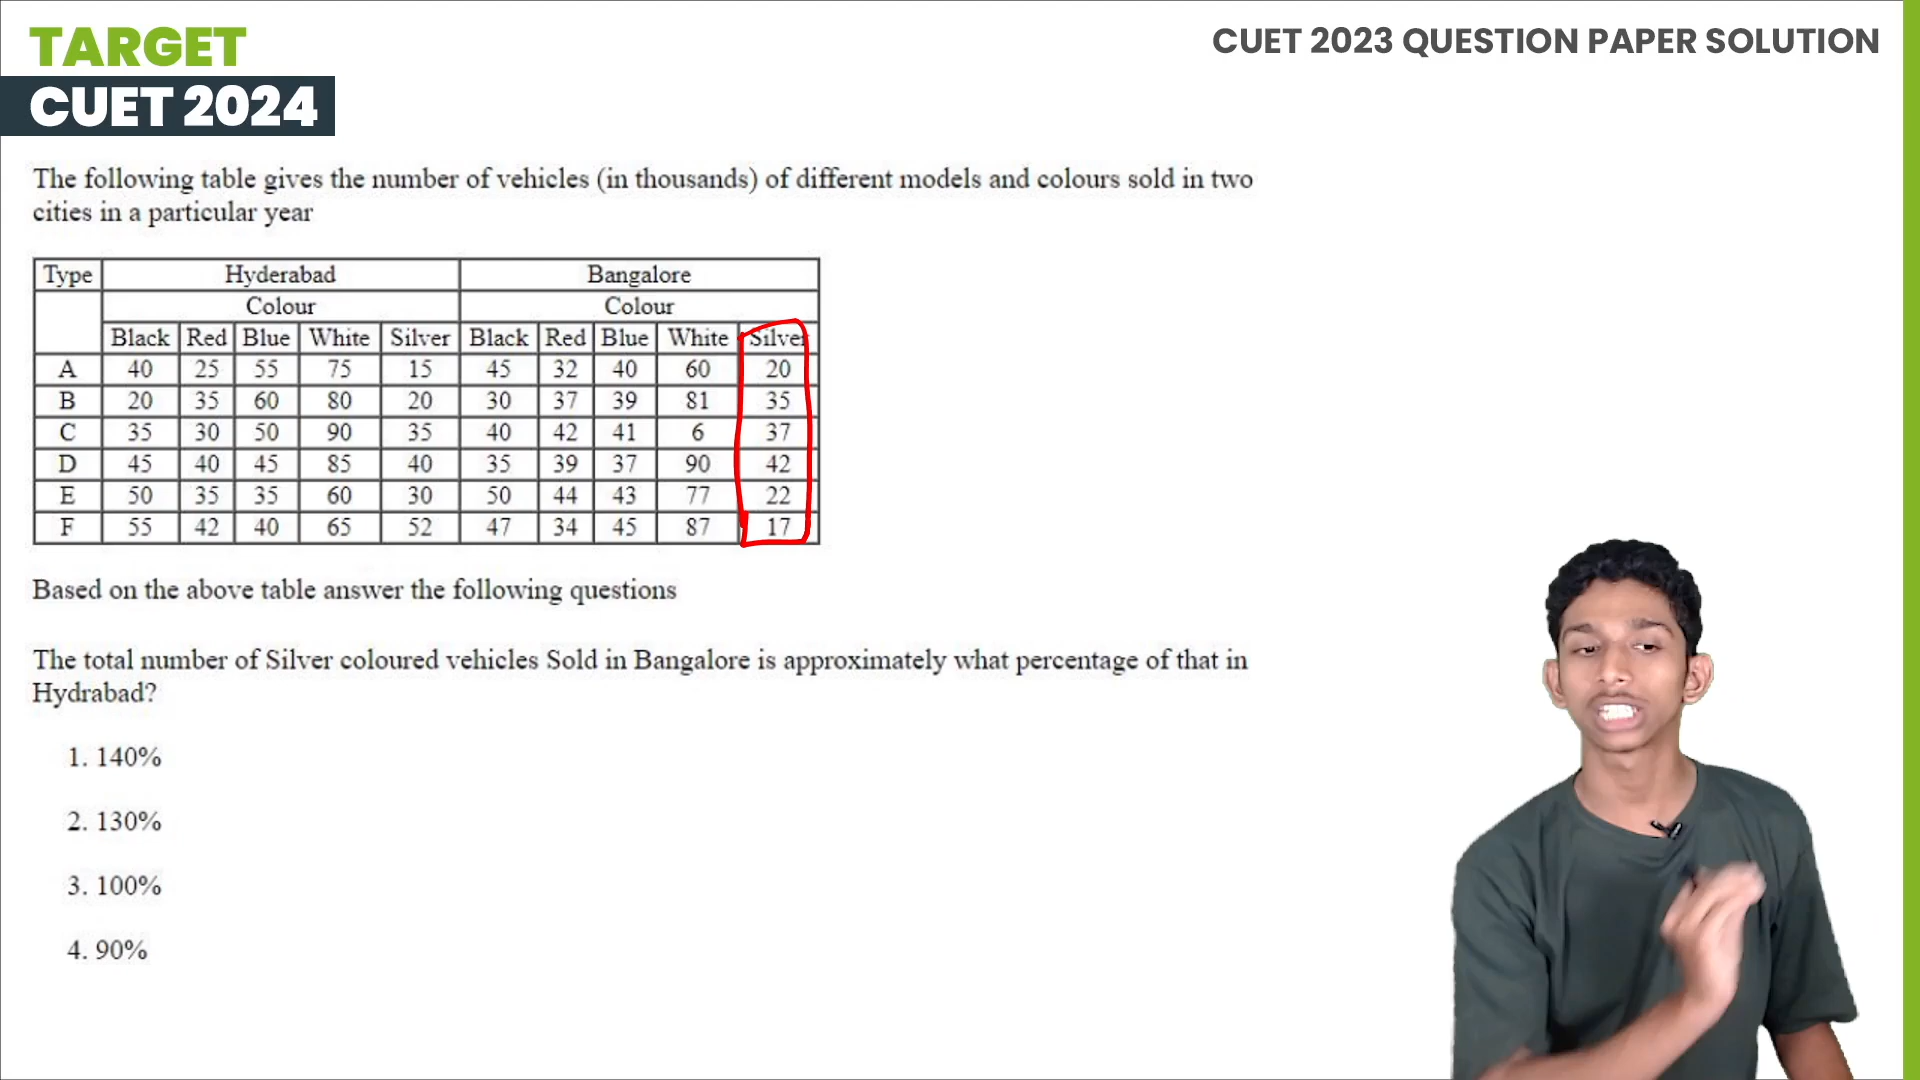 TARGET
CUET 2024
CUET 2023 QUESTION PAPER SOLUTION
The following table gives the number of vehicles (in thousands) of different models and colours sold in two
cities in a particular year
Type Hyderabad Bangalore
Colour Colour
Black Red Blue White Silver Black Red Blue White Silver
A 40 25 55 75 15 45 32 40 60 20
B 20 35 60 80 20 30 37 39 81 35
C 35 30 50 90 35 40 42 41 6 37
D 45 40 45 85 40 35 39 37 90 42
E 50 35 35 60 30 50 44 43 77 22
F 55 42 40 65 52 47 34 45 87 17
Based on the above table answer the following questions
The total number of Silver coloured vehicles Sold in Bangalore is approximately what percentage of that in
Hydrabad?
1. 140%
2. 130%
3. 100%
4. 90%